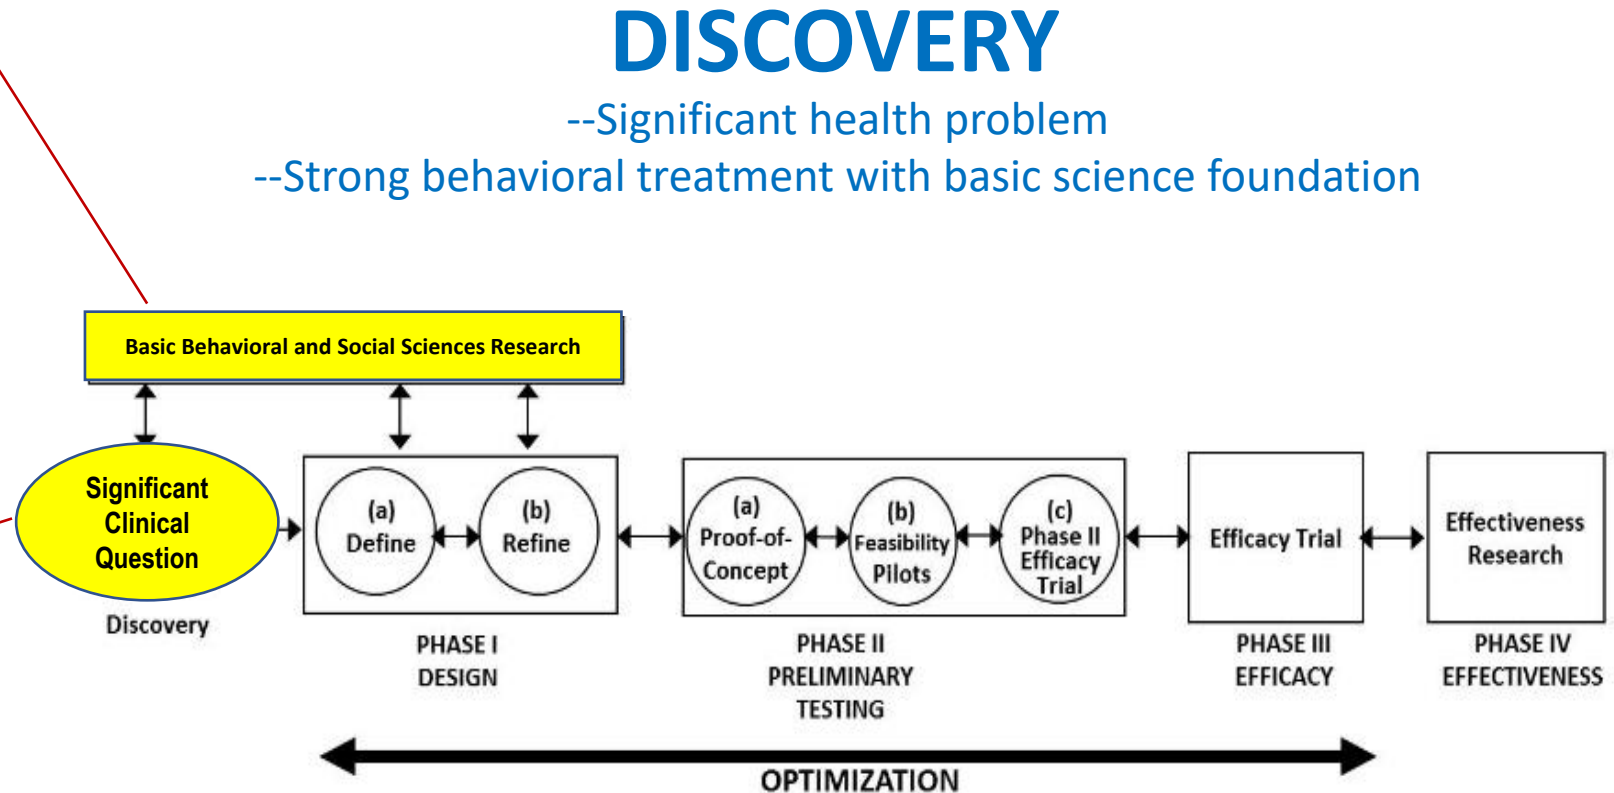 DISCOVERY
--Significant health problem
--Strong behavioral treatment with basic science foundation
Basic Behavioral and Social Sciences Research
Significant
Clinical
Question
Discovery
(a)
Define
(b)
Refine
PHASE I
DESIGN
(a)
Proof-of-
Concept
(b)
Feasibility
Pilots
(c)
Phase II
Efficacy
Trial
PHASE II
PRELIMINARY
TESTING
Efficacy Trial
PHASE III
EFFICACY
Effectiveness
Research
PHASE IV
EFFECTIVENESS
OPTIMIZATION